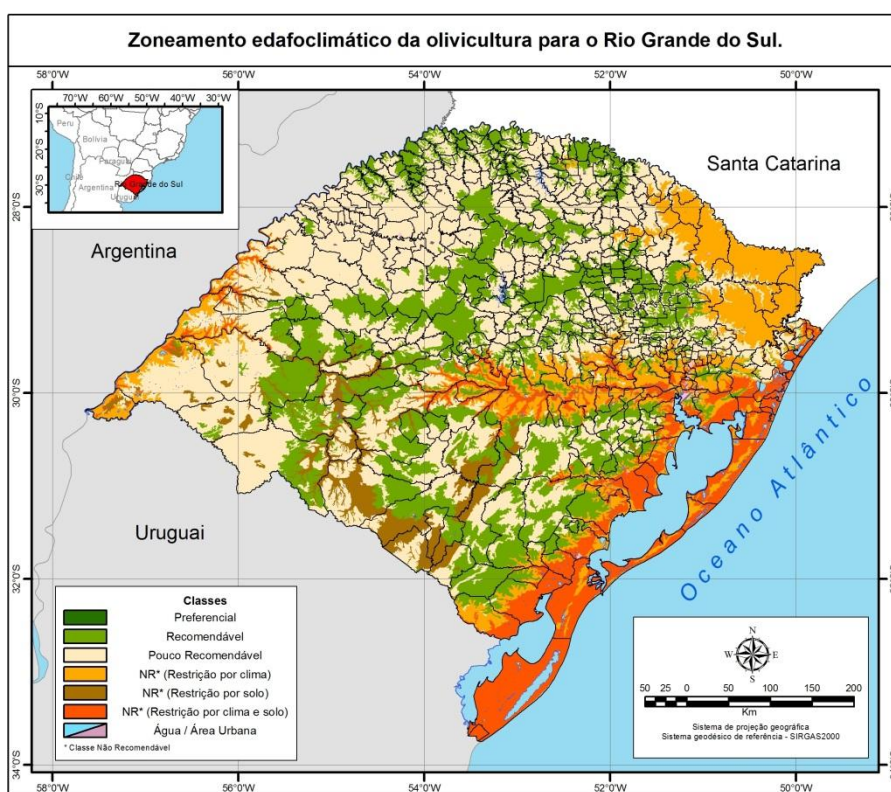 Zoneamento edafoclimático da olivicultura para o Rio Grande do Sul.
58°0'W 56°0'W 54°0'W 52°0'W 50°0'W
70°W 60°W 50°W 40°W 30°W
10°S
20°S
30°S
Peru
Bolívia
Paraguai
Chile
Argentina
Rio Grande do Sul
Uruguai
Santa Catarina
Argentina
Uruguai
Oceano Atlântico
28°0'S
30°0'S
32°0'S
34°0'S
Classes
Preferencial
Recomendável
Pouco Recomendável
NR* (Restrição por clima)
NR* (Restrição por solo)
NR* (Restrição por clima e solo)
Água / Área Urbana
* Classe Não Recomendável
N
W E
S
50 25 0 50 100 150 200
Km
Sistema de projeção geográfica
Sistema geodésico de referência - SIRGAS2000
58°0'W 56°0'W 54°0'W 52°0'W 50°0'W